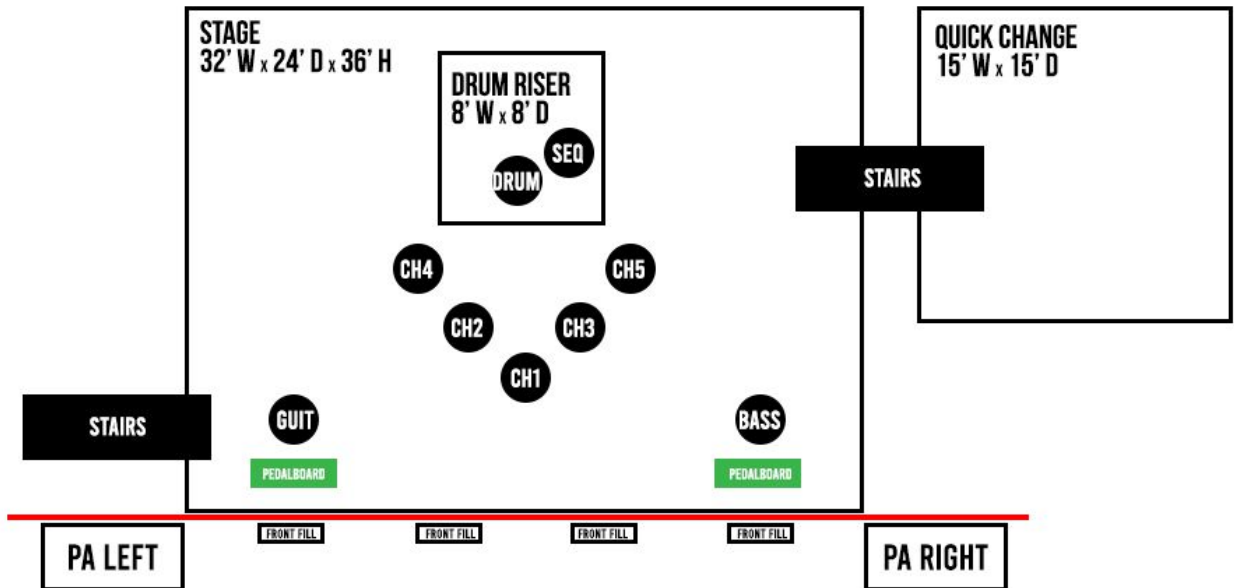 STAGE
32' W x 24' D x 36' H
QUICK CHANGE
15' W x 15' D
DRUM RISER
8' W x 8' D
SEQ
DRUM
STAIRS
CH4
CH5
CH2
CH3
CH1
STAIRS
GUIT
BASS
PEDALBOARD
PEDALBOARD
FRONT FILL
FRONT FILL
FRONT FILL
FRONT FILL
PA LEFT
PA RIGHT